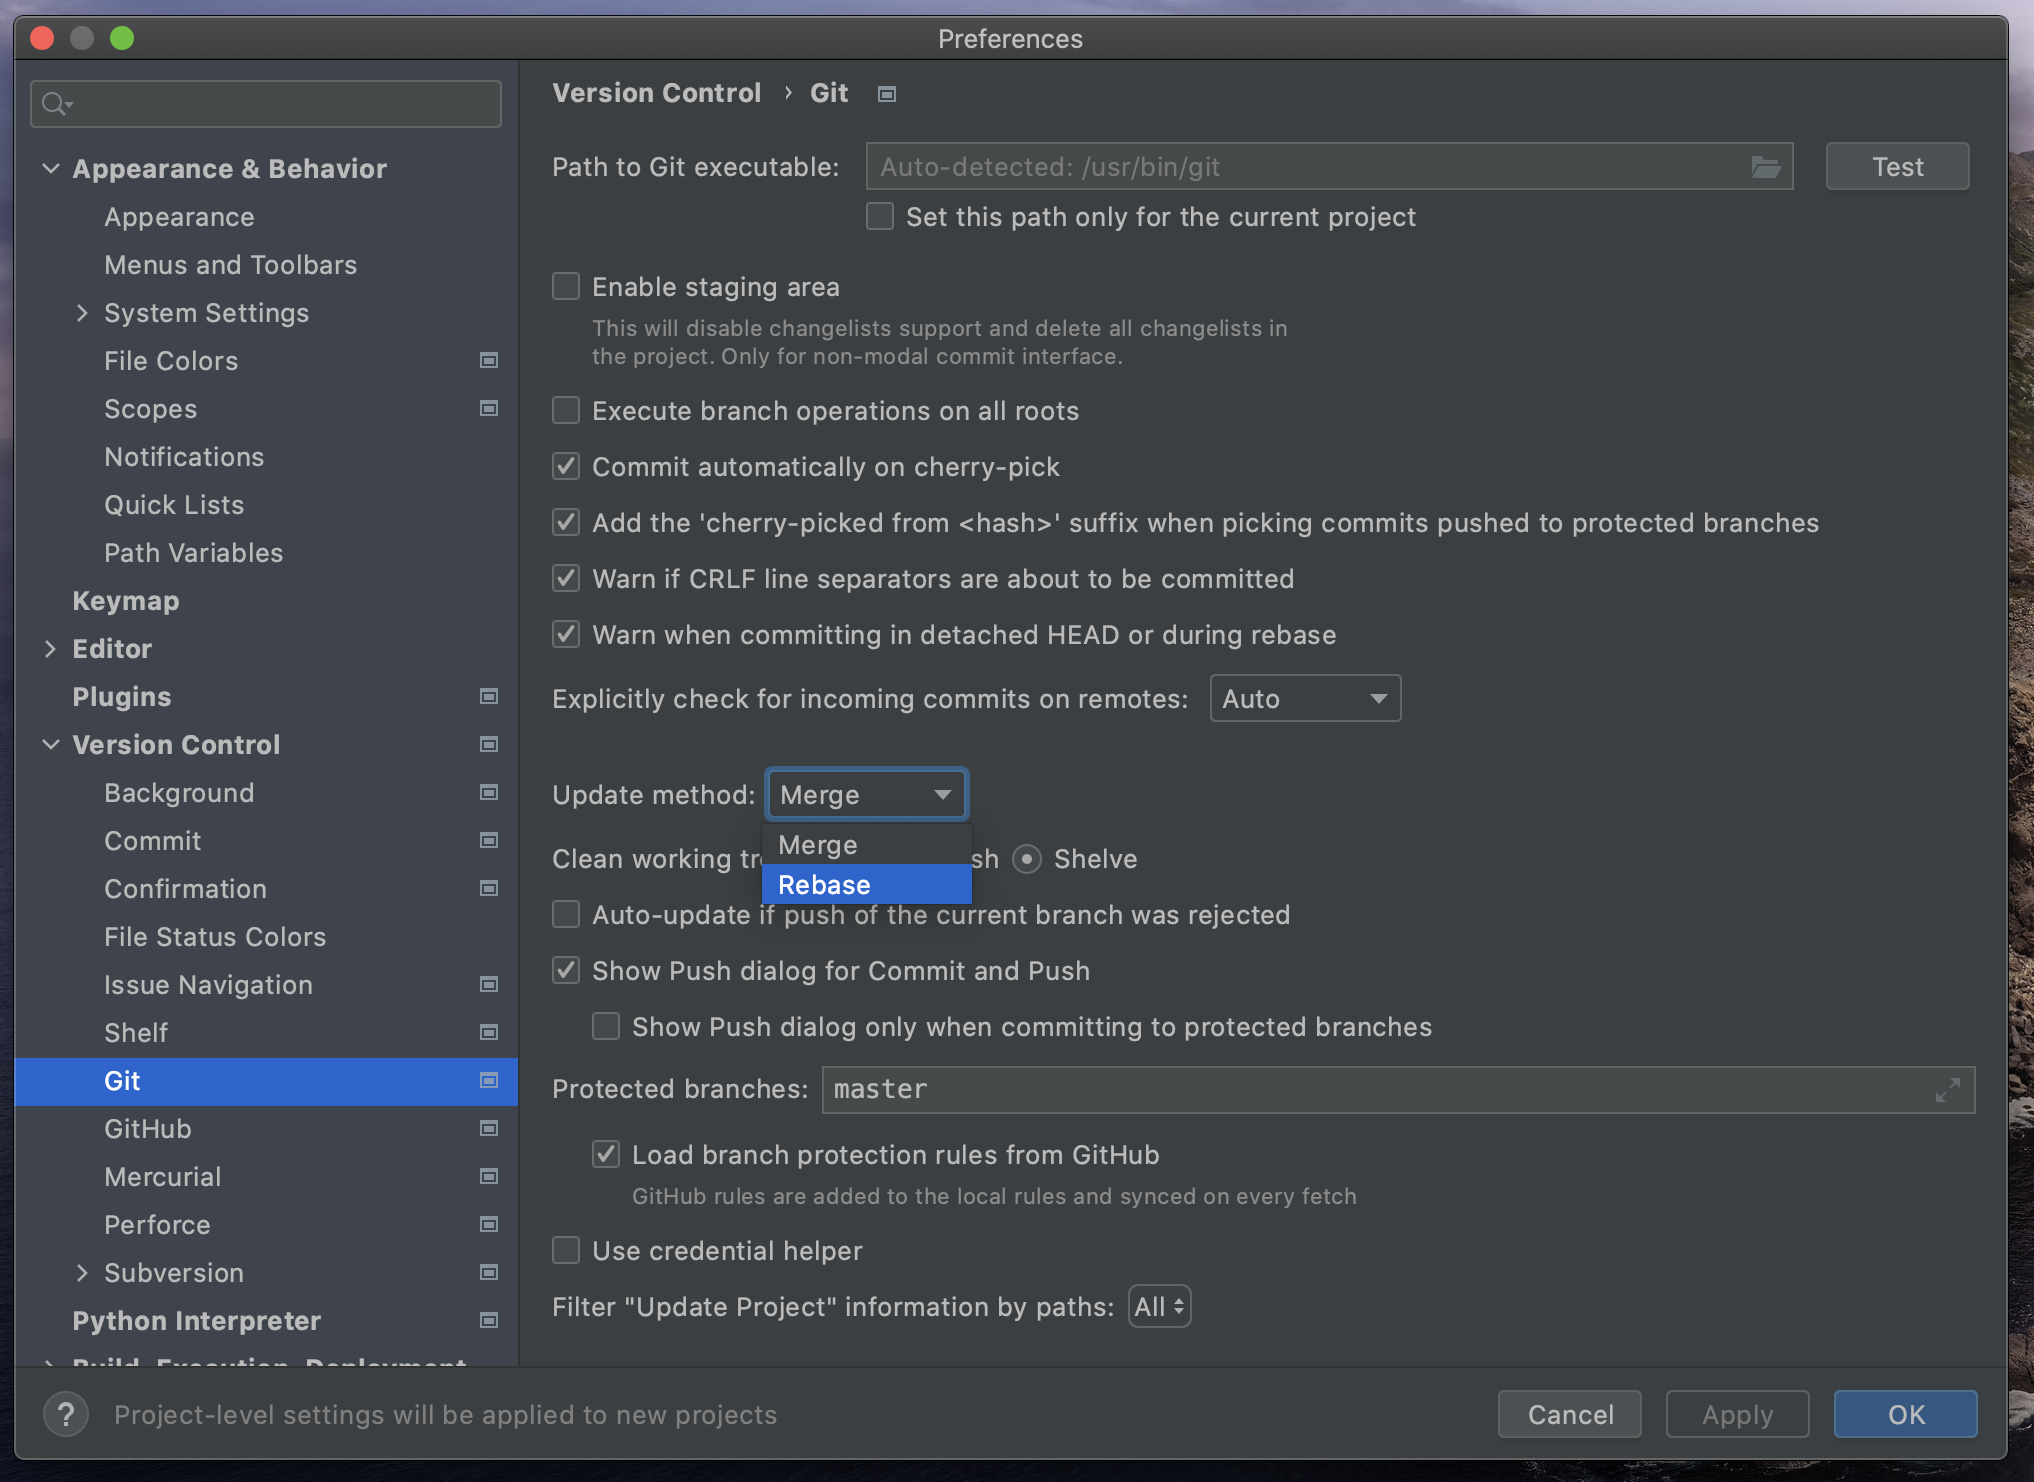 Preferences
Appearance & Behavior
Appearance
Menus and Toolbars
System Settings
File Colors
Scopes
Notifications
Quick Lists
Path Variables
Keymap
Editor
Plugins
Version Control
Background
Commit
Confirmation
File Status Colors
Issue Navigation
Shelf
Git
GitHub
Mercurial
Perforce
Subversion
Python Interpreter
Build, Execution, Deployment
Version Control › Git
Path to Git executable: Auto-detected: /usr/bin/git Test
Set this path only for the current project
Enable staging area
This will disable changelists support and delete all changelists in
the project. Only for non-modal commit interface.
Execute branch operations on all roots
Commit automatically on cherry-pick
Add the 'cherry-picked from <hash>' suffix when picking commits pushed to protected branches
Warn if CRLF line separators are about to be committed
Warn when committing in detached HEAD or during rebase
Explicitly check for incoming commits on remotes: Auto
Update method: Merge
Merge
Clean working tr sh Shelve
Rebase
Auto-update if push of the current branch was rejected
Show Push dialog for Commit and Push
Show Push dialog only when committing to protected branches
Protected branches: master
Load branch protection rules from GitHub
GitHub rules are added to the local rules and synced on every fetch
Use credential helper
Filter "Update Project" information by paths: All
? Project-level settings will be applied to new projects
Cancel Apply OK